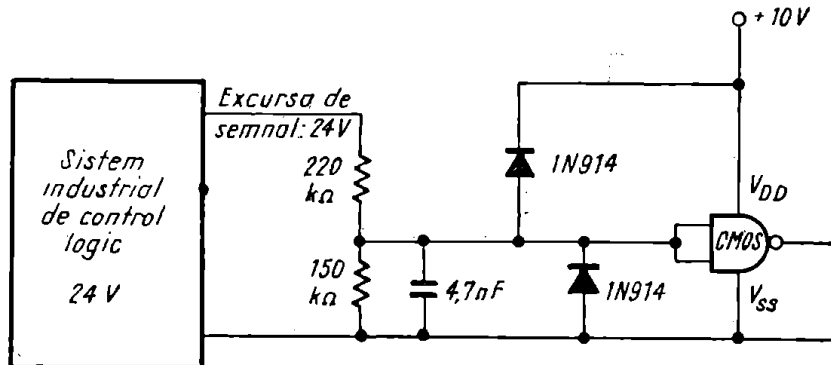 +10V
Excursa de
semnal: 24V
Sistem
industrial
de control
logic
24 V
220
kΩ
1N914
VDD
CMOS
150
kΩ
4,7nF
1N914
VSS